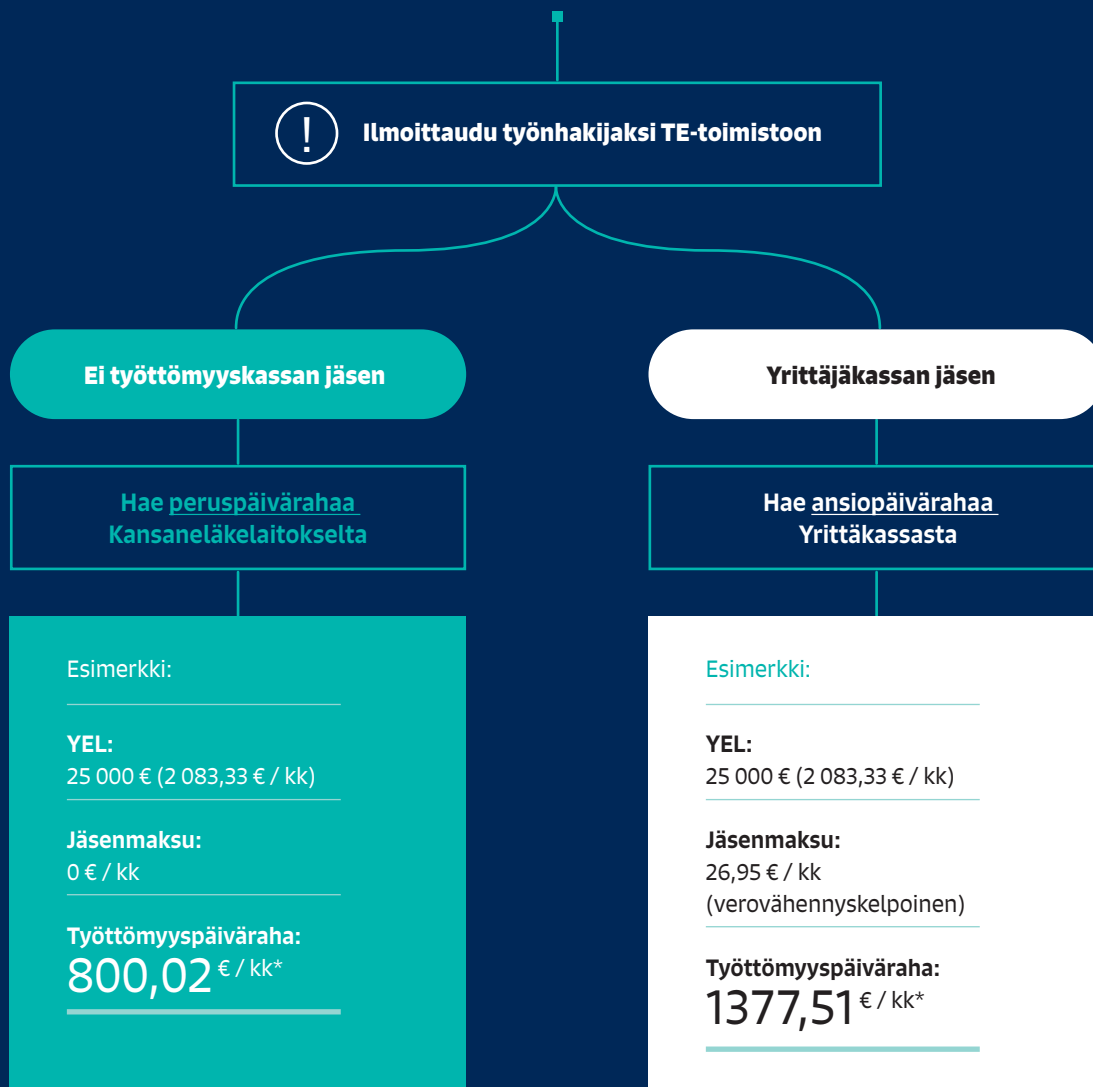 !
Ilmoittaudu työnhakijaksi TE-toimistoon
Ei työttömyyskassan jäsen
Hae peruspäivärahaa
Kansaneläkelaitokselta
Esimerkki:
YEL:
25 000 € (2 083,33 € / kk)
Jäsenmaksu:
0 € / kk
Työttömyyspäiväraha:
800,02 € / kk*
Yrittäjäkassan jäsen
Hae ansiopäivärahaa
Yrittäkassasta
Esimerkki:
YEL:
25 000 € (2 083,33 € / kk)
Jäsenmaksu:
26,95 € / kk
(verovähennyskelpoinen)
Työttömyyspäiväraha:
1377,51 € / kk*